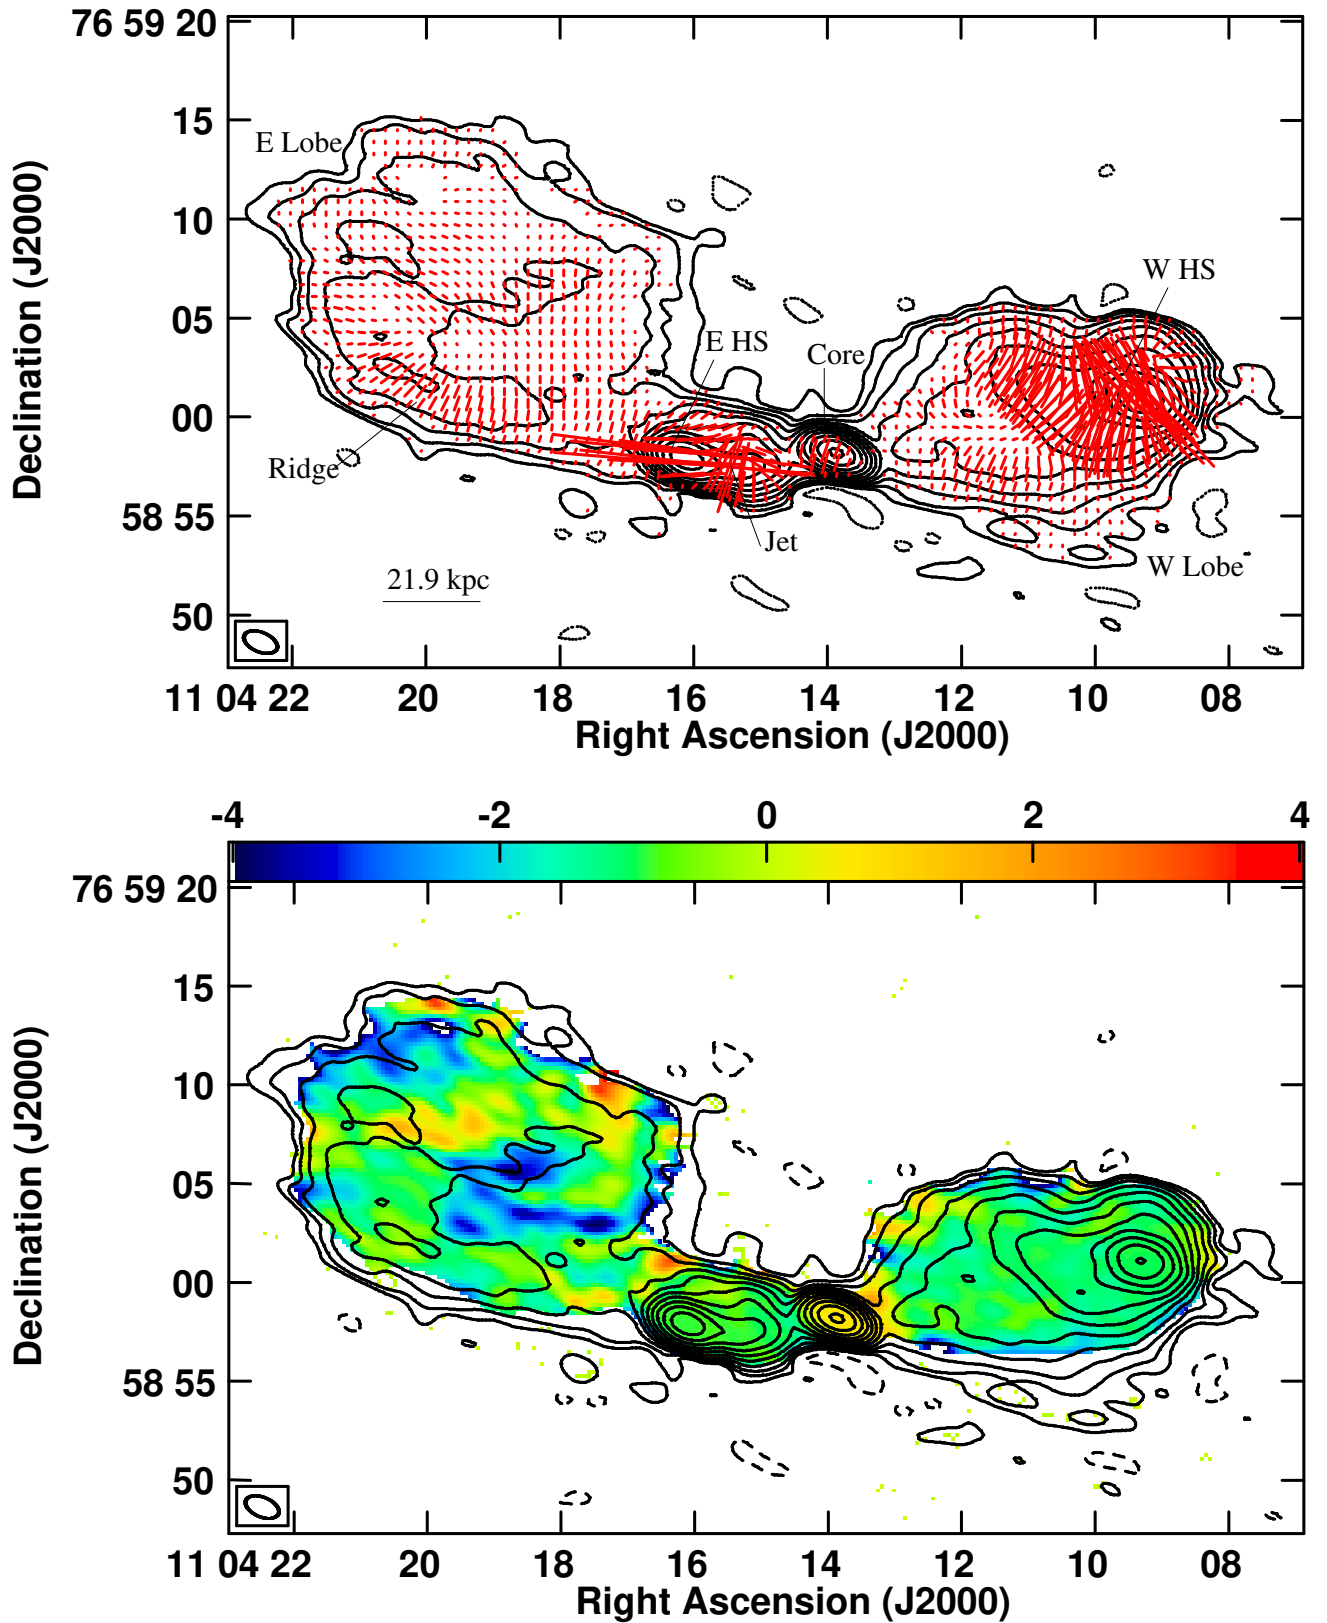 76 59 20
15
10
05
00
58 55
50
Declination (J2000)
E Lobe
W HS
E HS
Core
Ridge
Jet
W Lobe
21.9 kpc
11 04 22 20 18 16 14 12 10 08
Right Ascension (J2000)
-4 -2 0 2 4
76 59 20
15
10
05
00
58 55
50
Declination (J2000)
11 04 22 20 18 16 14 12 10 08
Right Ascension (J2000)